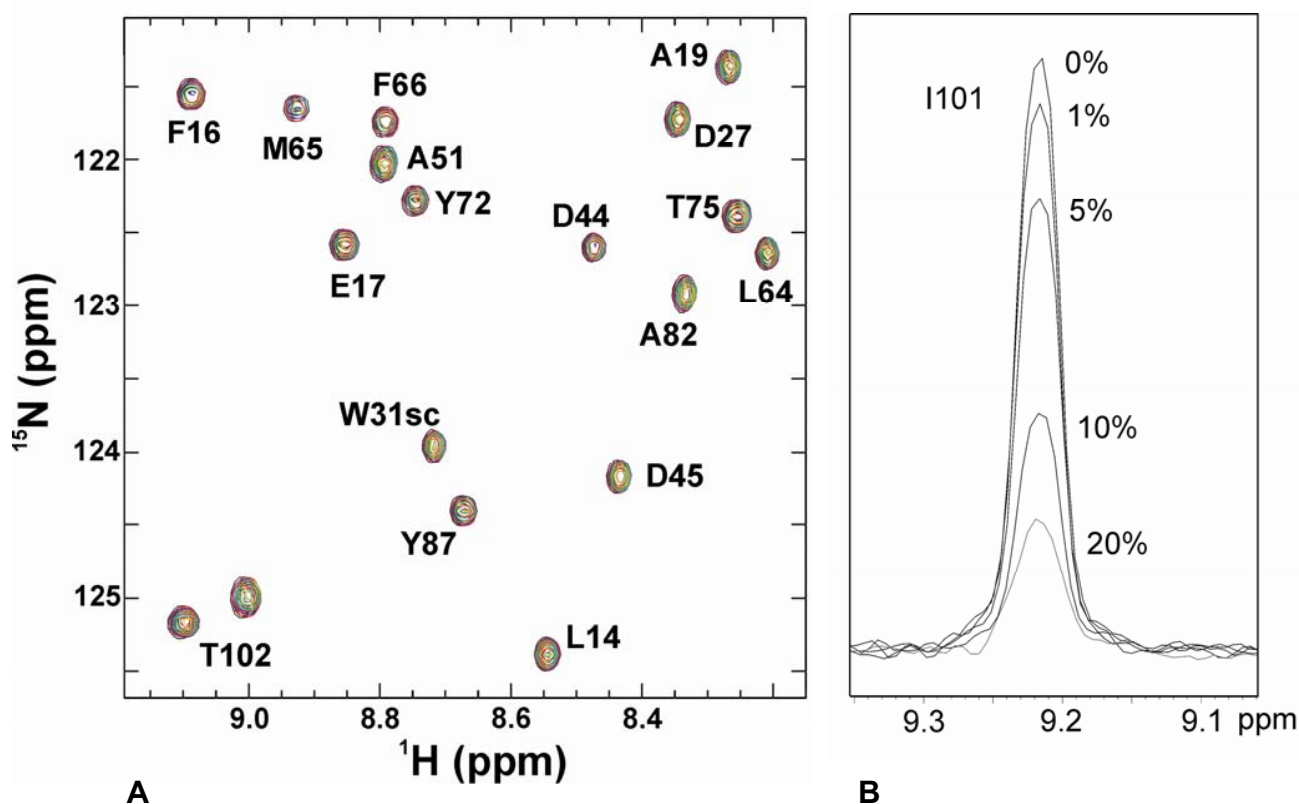 A19
F66
F16
M65
D27
122
A51
Y72
T75
D44
E17
L64
123
A82
W31sc
124
D45
Y87
125
T102
L14
¹⁵N (ppm)
9.0 8.8 8.6 8.4
¹H (ppm)
A
I101
0%
1%
5%
10%
20%
9.3 9.2 9.1 ppm
B